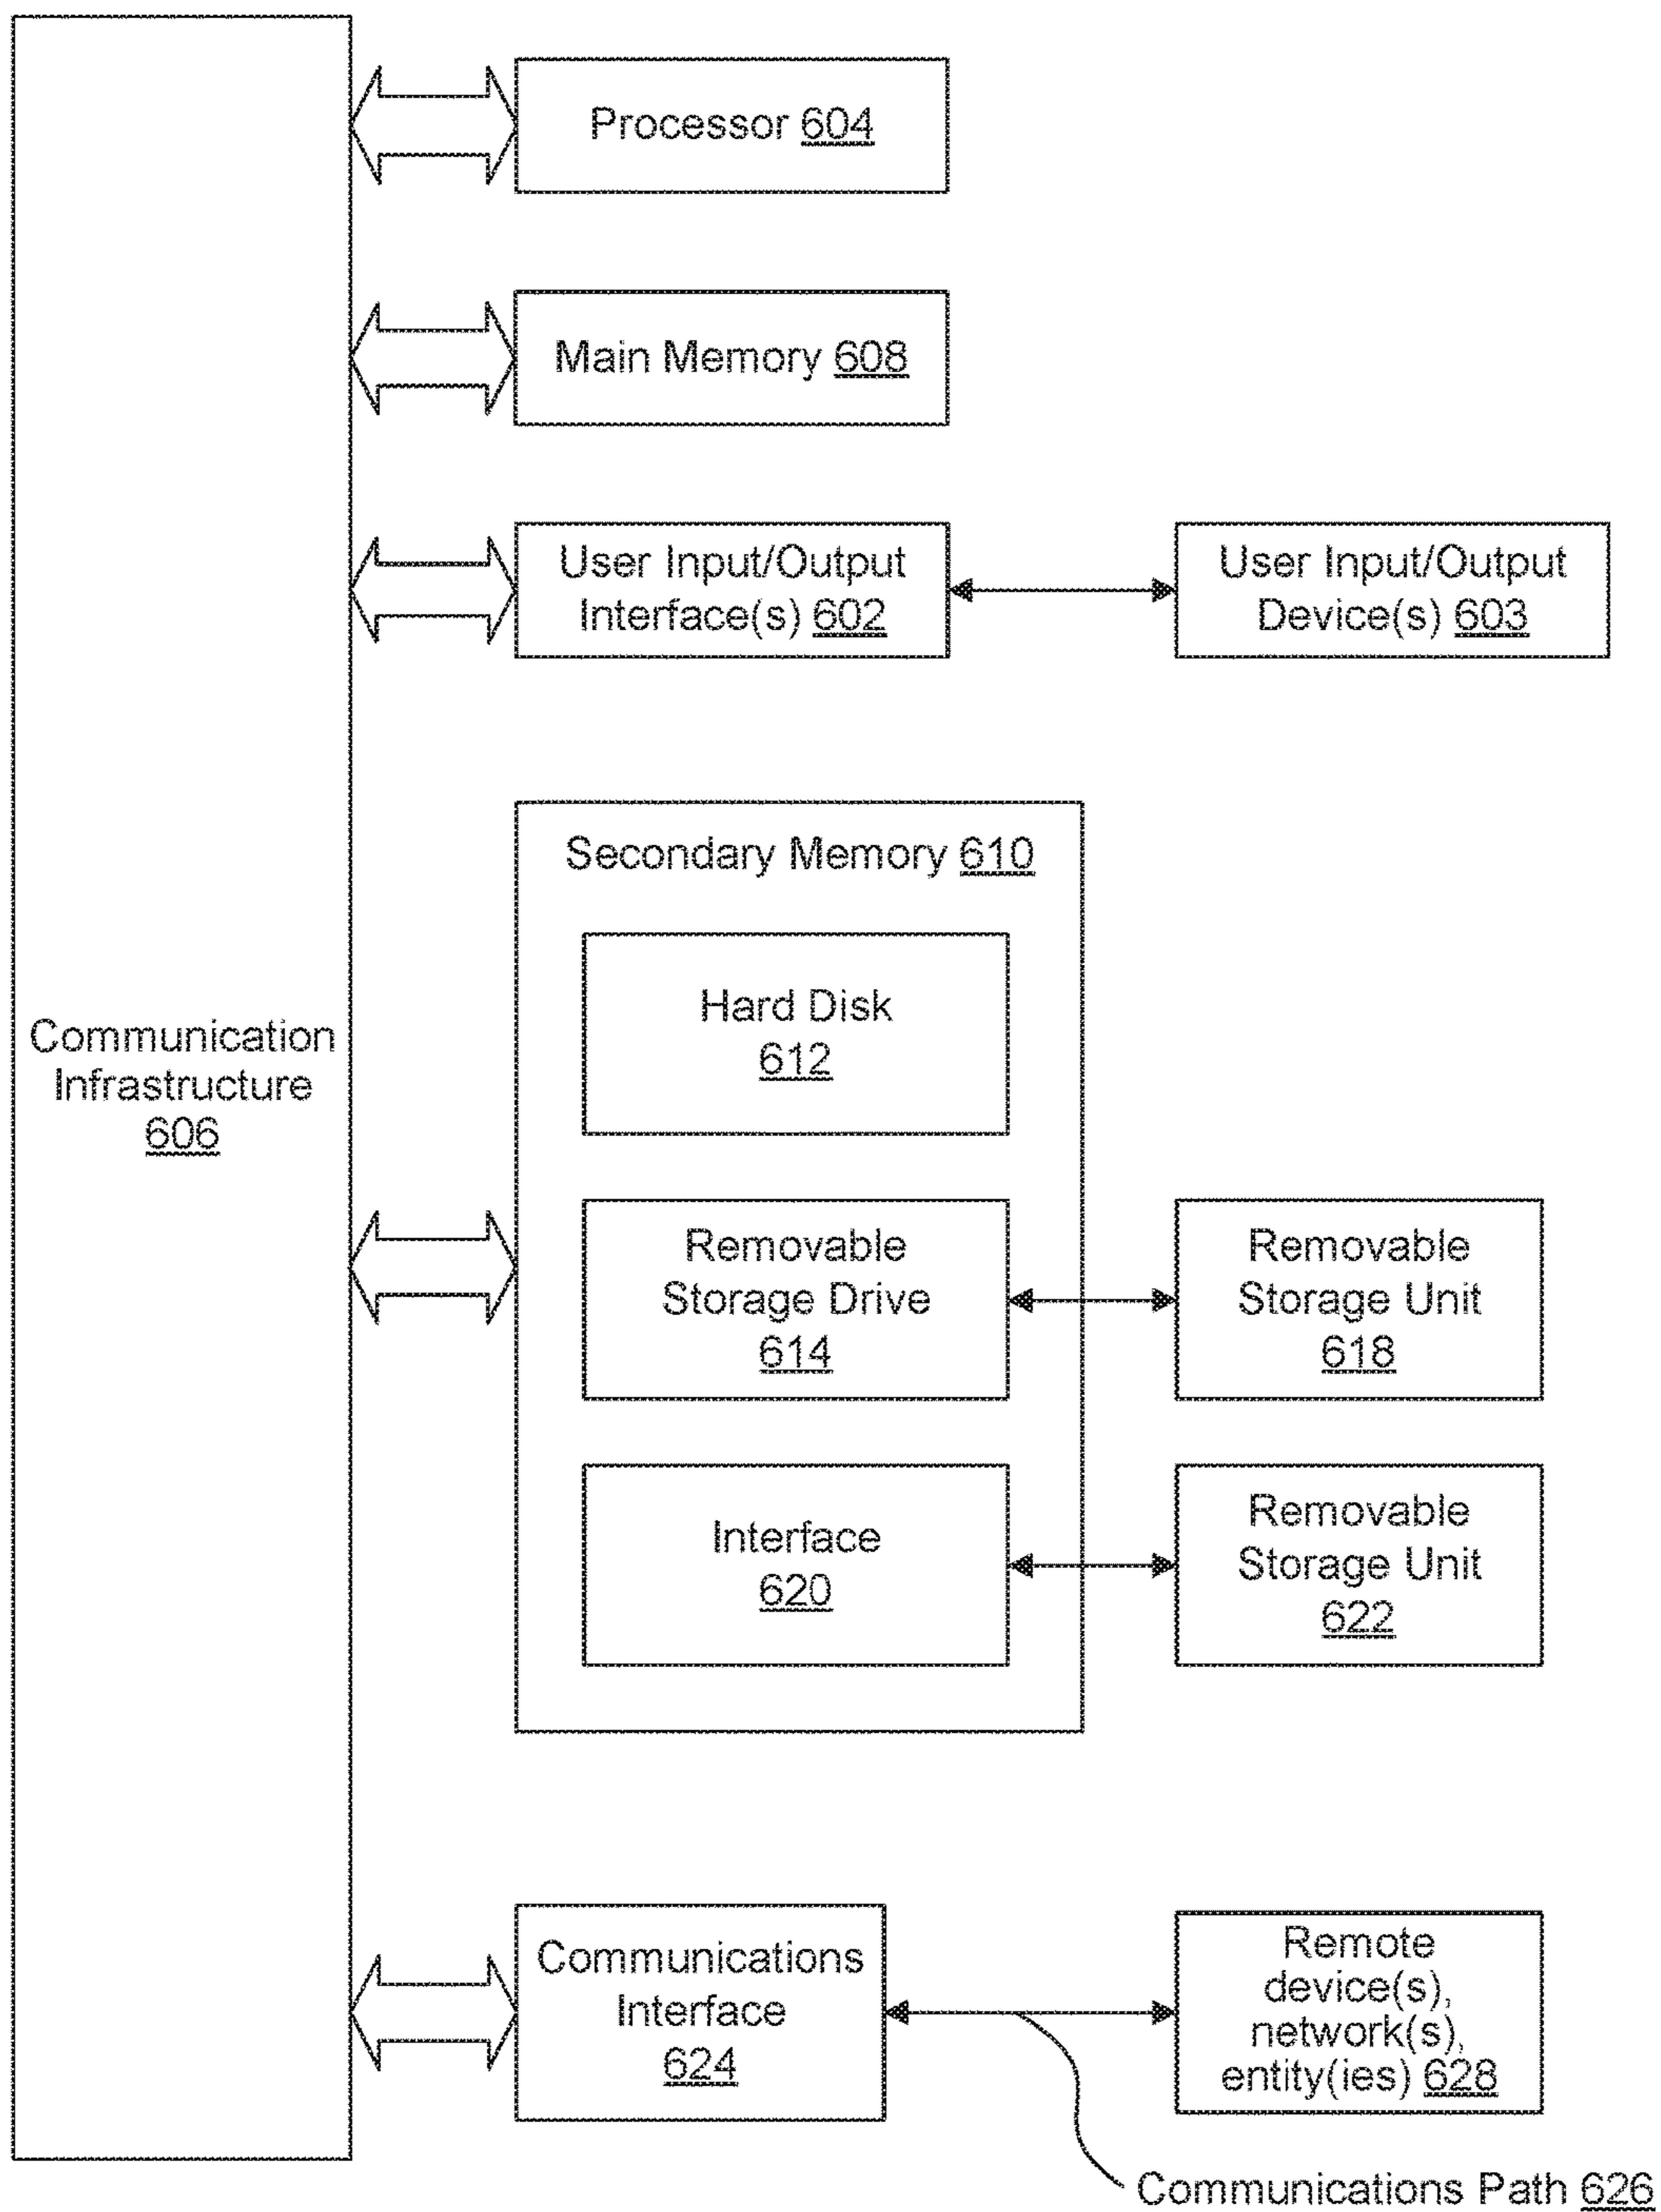 Processor 604
Main Memory 608
User Input/Output
Interface(s) 602
User Input/Output
Device(s) 603
Secondary Memory 610
Hard Disk
612
Communication
Infrastructure
606
Removable
Storage Drive
614
Removable
Storage Unit
618
Interface
620
Removable
Storage Unit
622
Communications
Interface
624
Remote
device(s),
network(s),
entity(ies) 628
Communications Path 626